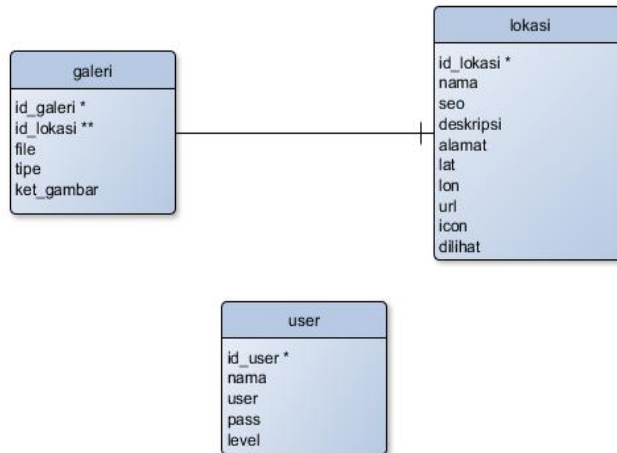 galeri
id_galeri *
id_lokasi **
file
tipe
ket_gambar
lokasi
id_lokasi *
nama
seo
deskripsi
alamat
lat
lon
url
icon
dilihat
user
id_user *
nama
user
pass
level